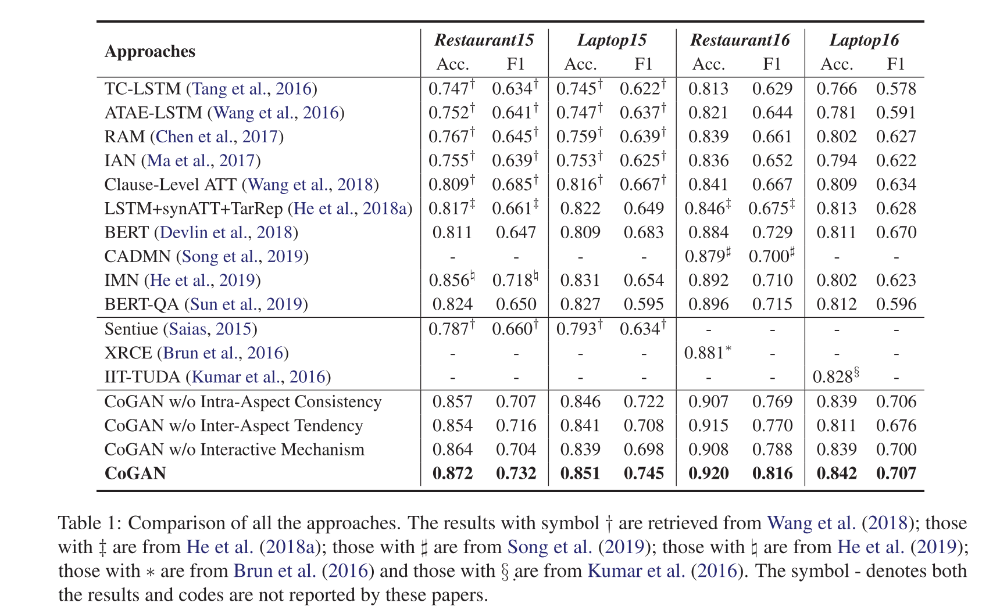 Approaches Restaurant15 Laptop15 Restaurant16 Laptop16
Acc. F1 Acc. F1 Acc. F1 Acc. F1
TC-LSTM (Tang et al., 2016) 0.747† 0.634† 0.745† 0.622† 0.813 0.629 0.766 0.578
ATAE-LSTM (Wang et al., 2016) 0.752† 0.641† 0.747† 0.637† 0.821 0.644 0.781 0.591
RAM (Chen et al., 2017) 0.767† 0.645† 0.759† 0.639† 0.839 0.661 0.802 0.627
IAN (Ma et al., 2017) 0.755† 0.639† 0.753† 0.625† 0.836 0.652 0.794 0.622
Clause-Level ATT (Wang et al., 2018) 0.809† 0.685† 0.816† 0.667† 0.841 0.667 0.809 0.634
LSTM+synATT+TarRep (He et al., 2018a) 0.817‡ 0.661‡ 0.822 0.649 0.846‡ 0.675‡ 0.813 0.628
BERT (Devlin et al., 2018) 0.811 0.647 0.809 0.683 0.884 0.729 0.811 0.670
CADMN (Song et al., 2019) - - - - 0.879♯ 0.700♯ - -
IMN (He et al., 2019) 0.856♮ 0.718♮ 0.831 0.654 0.892 0.710 0.802 0.623
BERT-QA (Sun et al., 2019) 0.824 0.650 0.827 0.595 0.896 0.715 0.812 0.596
Sentiue (Saias, 2015) 0.787† 0.660† 0.793† 0.634† - - - -
XRCE (Brun et al., 2016) - - - - 0.881* - - -
IIT-TUDA (Kumar et al., 2016) - - - - - - 0.828§ -
CoGAN w/o Intra-Aspect Consistency 0.857 0.707 0.846 0.722 0.907 0.769 0.839 0.706
CoGAN w/o Inter-Aspect Tendency 0.854 0.716 0.841 0.708 0.915 0.770 0.811 0.676
CoGAN w/o Interactive Mechanism 0.864 0.704 0.839 0.698 0.908 0.788 0.839 0.700
CoGAN 0.872 0.732 0.851 0.745 0.920 0.816 0.842 0.707
Table 1: Comparison of all the approaches. The results with symbol † are retrieved from Wang et al. (2018); those
with ‡ are from He et al. (2018a); those with ♯ are from Song et al. (2019); those with ♮ are from He et al. (2019);
those with * are from Brun et al. (2016) and those with §.are from Kumar et al. (2016). The symbol - denotes both
the results and codes are not reported by these papers.